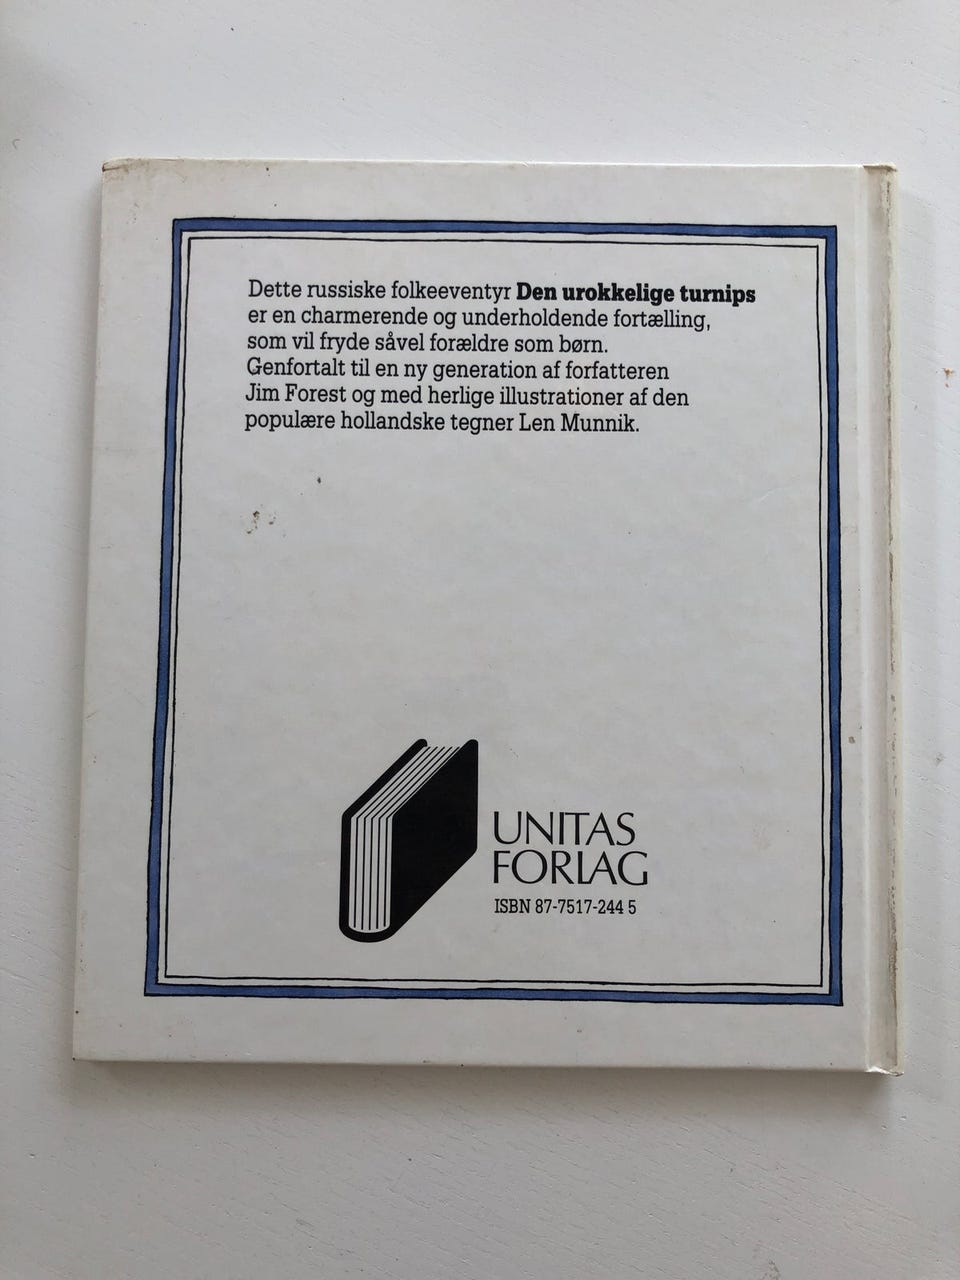 Dette russiske folkeeventyr Den urokkelige turnips
er en charmerende og underholdende fortælling,
som vil fryde såvel forældre som børn.
Genfortalt til en ny generation af forfatteren
Jim Forest og med herlige illustrationer af den
populære hollandske tegner Len Munnik.
UNITAS
FORLAG
ISBN 87-7517-244 5